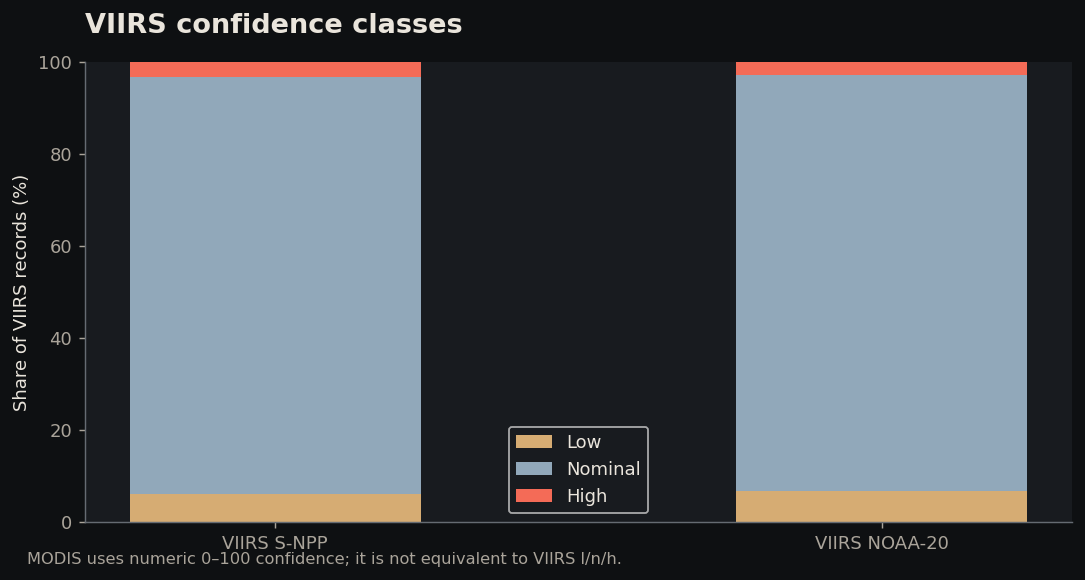 VIIRS confidence classes
Share of VIIRS records (%)
100
80
60
40
20
0
Low
Nominal
High
VIIRS S-NPP
VIIRS NOAA-20
MODIS uses numeric 0–100 confidence; it is not equivalent to VIIRS l/n/h.